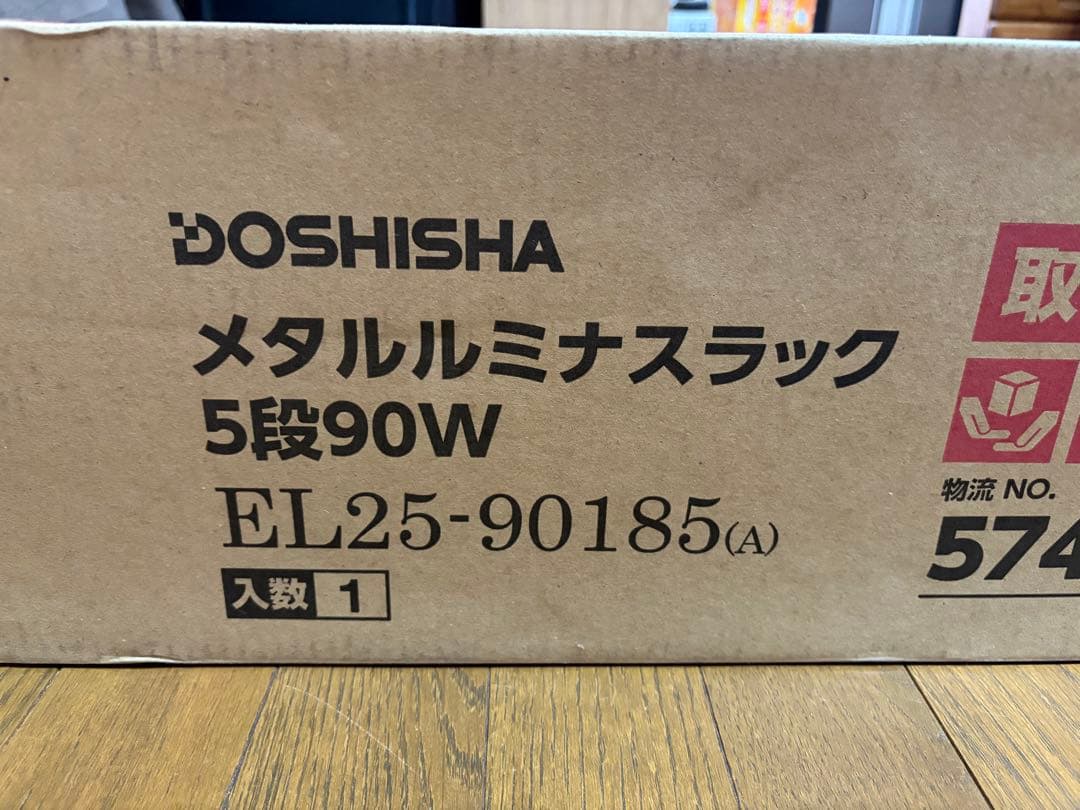 DOSHISHA
メタルルミナスラック
5段90W
EL25-90185(A)
入数 1
取
物流 NO.
574